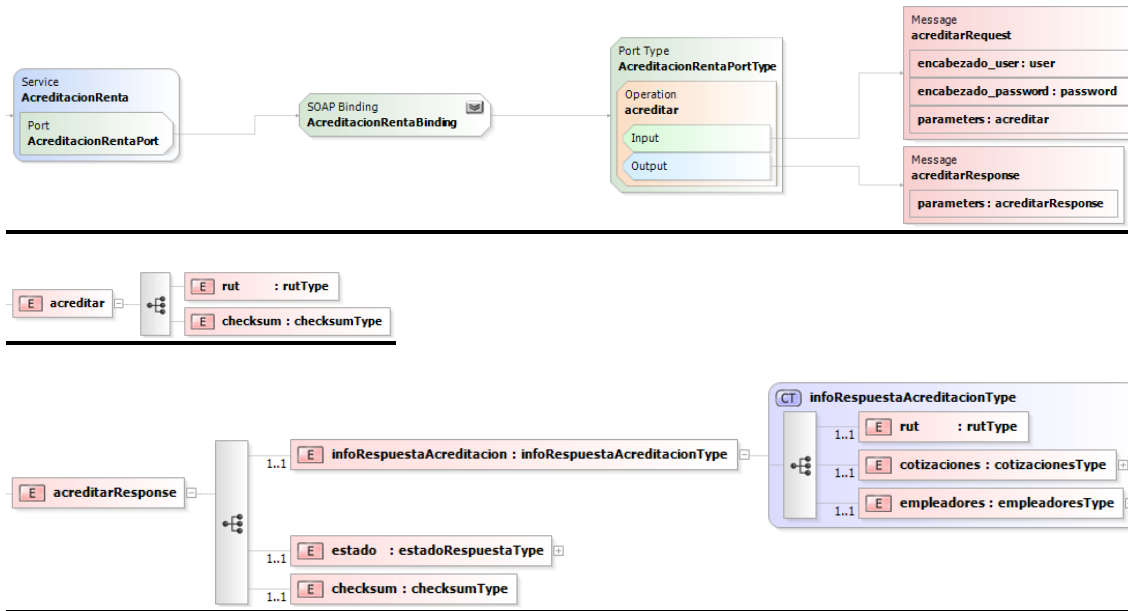 Service
AcreditacionRenta
Port
AcreditacionRentaPort
SOAP Binding
AcreditacionRentaBinding
Port Type
AcreditacionRentaPortType
Operation
acreditar
Input
Output
Message
acreditarRequest
encabezado_user : user
encabezado_password : password
parameters : acreditar
Message
acreditarResponse
parameters : acreditarResponse
E acreditar
E rut : rutType
E checksum : checksumType
E acreditarResponse
1..1 E infoRespuestaAcreditacion : infoRespuestaAcreditacionType
CT infoRespuestaAcreditacionType
1..1 E rut : rutType
1..1 E cotizaciones : cotizacionesType
1..1 E empleadores : empleadoresType
1..1 E estado : estadoRespuestaType
1..1 E checksum : checksumType